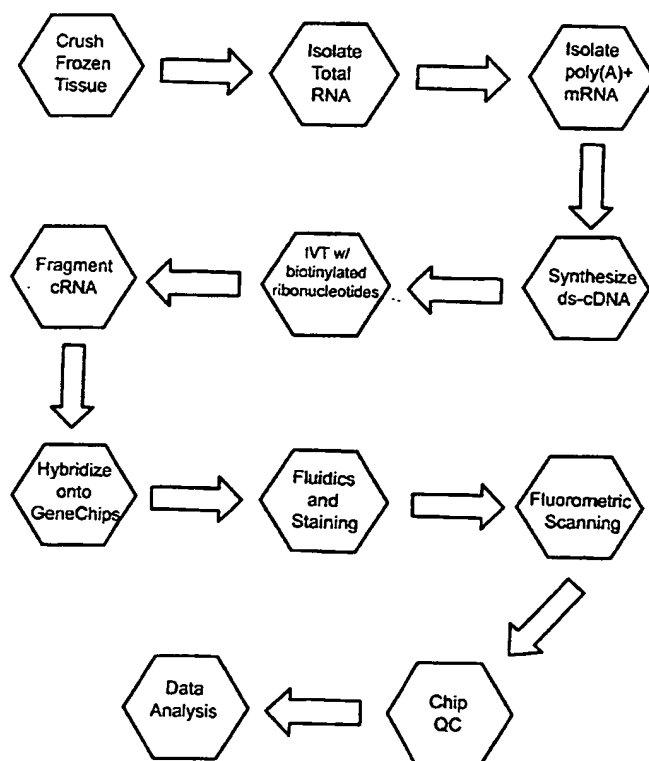 Crush
Frozen
Tissue
Isolate
Total
RNA
Isolate
poly(A)+
mRNA
Synthesize
ds-cDNA
IVT w/
biotinylated
ribonucleotides
Fragment
cRNA
Hybridize
onto
GeneChips
Fluidics
and
Staining
Fluorometric
Scanning
Chip
QC
Data
Analysis